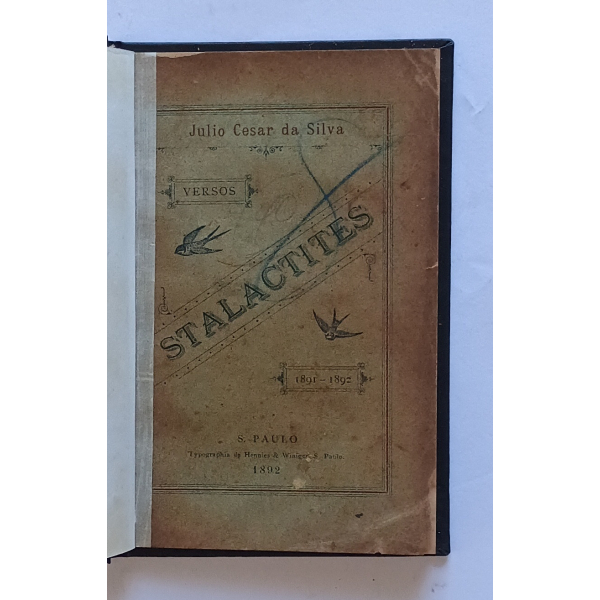 Julio Cesar da Silva
VERSOS
STALACTITES
1891-1892
S. PAULO
Typographia de Hennies & Winiger, S. Paulo
1892